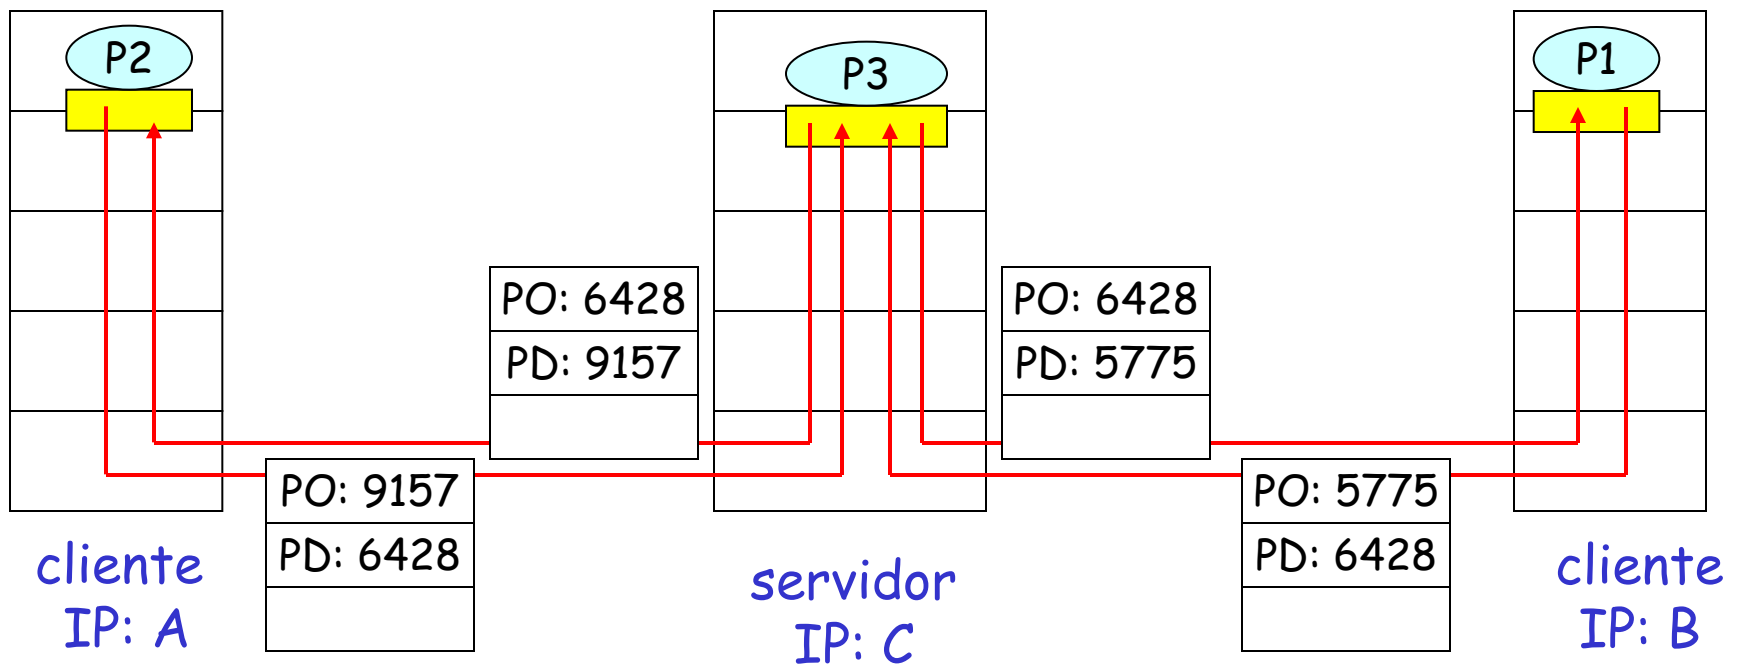 P2
P3
P1
PO: 6428
PD: 9157
PO: 6428
PD: 5775
PO: 9157
PD: 6428
PO: 5775
PD: 6428
cliente
IP: A
servidor
IP: C
cliente
IP: B